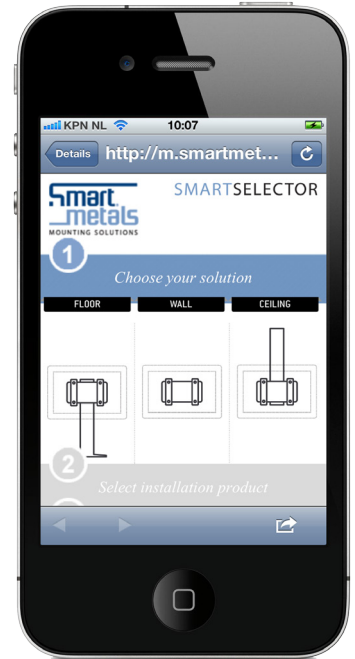 KPN NL 10:07
Details http://m.smartmet... 
Smart
metals
MOUNTING SOLUTIONS
SMARTSELECTOR
1
Choose your solution
FLOOR WALL CEILING
2
Select installation product